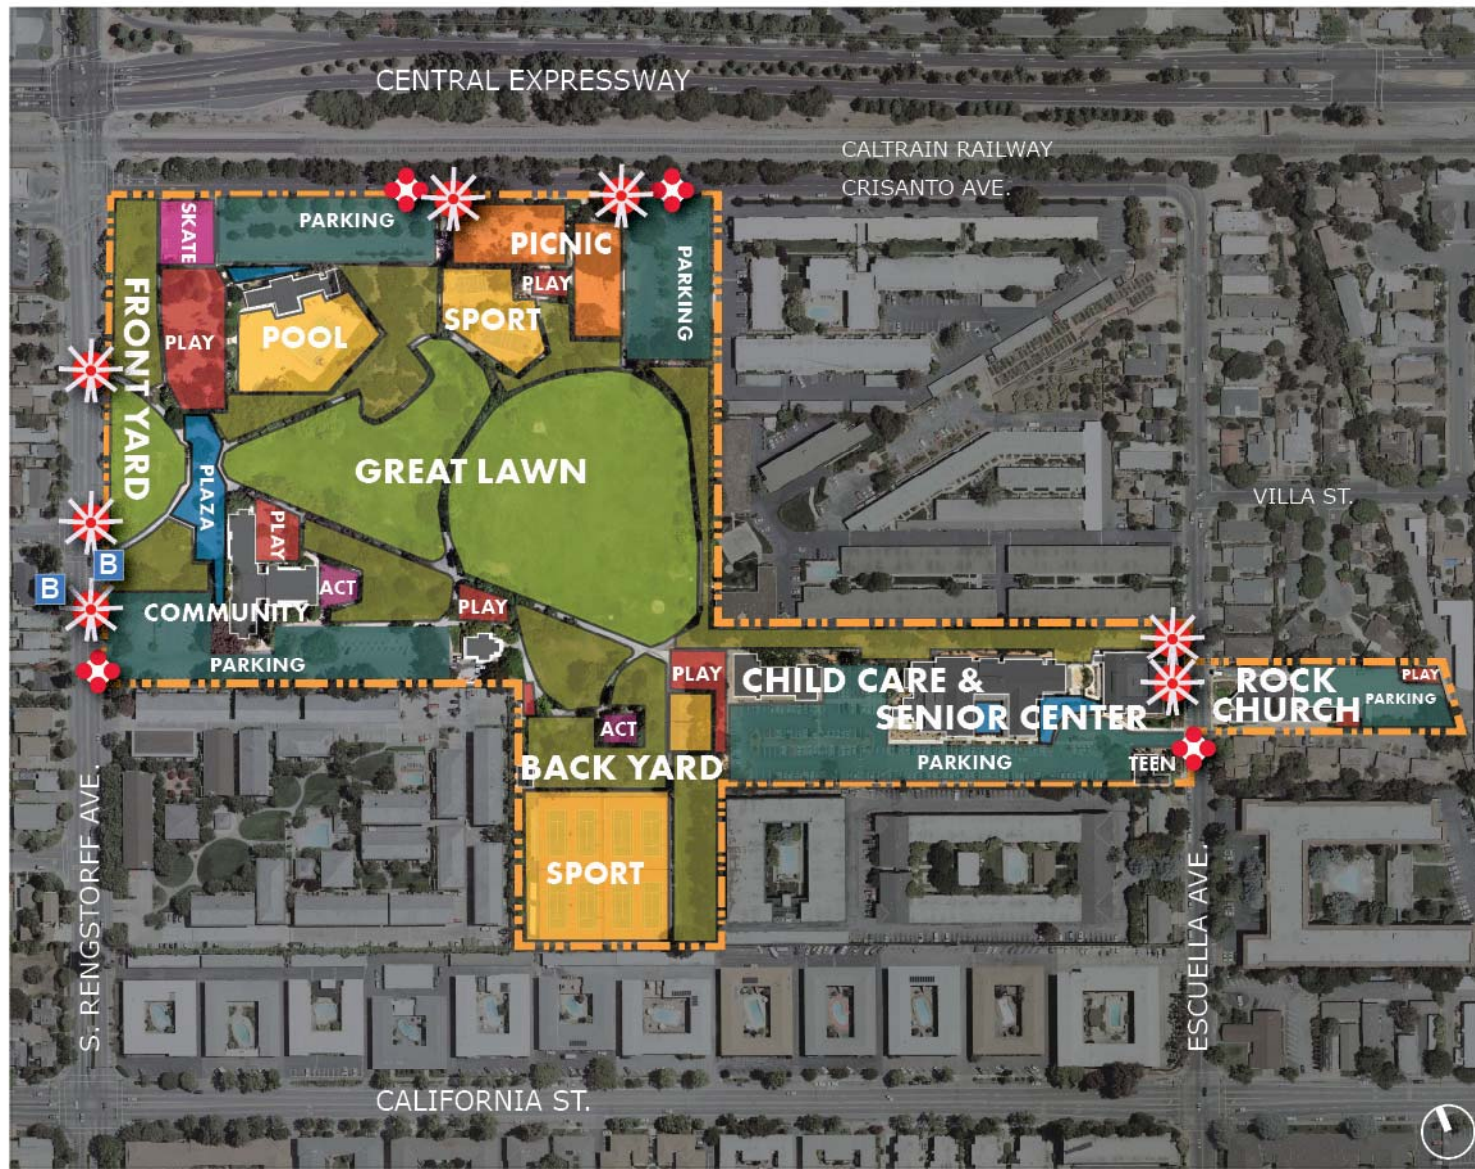 CENTRAL EXPRESSWAY
CALTRAIN RAILWAY
CRISANTO AVE.
SKATE
PARKING
PICNIC
PARKING
PLAY
FRONT YARD
PLAY
POOL
SPORT
GREAT LAWN
PLAZA
VILLA ST.
PLAY
B
B
ACT
COMMUNITY
PLAY
PARKING
PLAY
CHILD CARE &
SENIOR CENTER
ROCK
CHURCH
PLAY
PARKING
ACT
BACK YARD
PARKING
TEEN
SPORT
S. RENGSTORFF AVE.
ESCUELLA AVE.
CALIFORNIA ST.